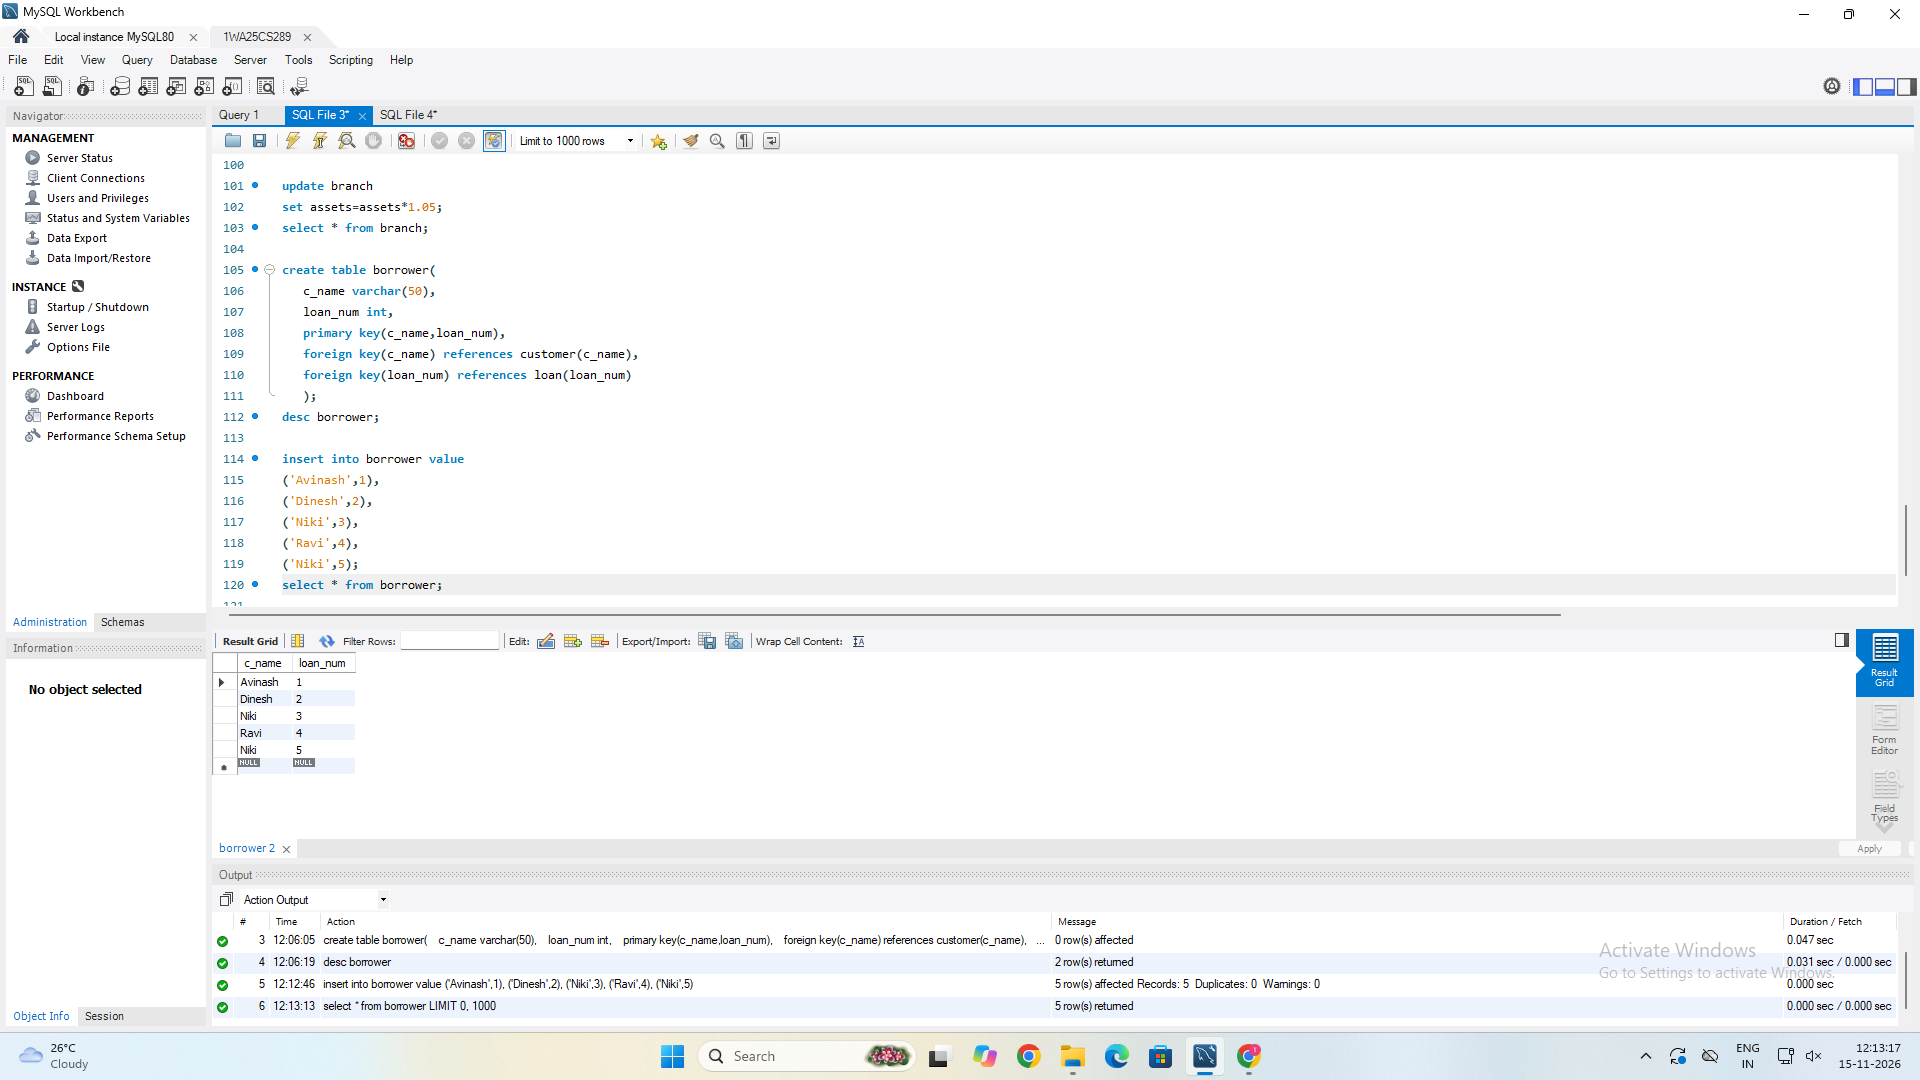 MySQL Workbench
Local instance MySQL80
1WA25CS289
File Edit View Query Database Server Tools Scripting Help
Navigator
MANAGEMENT
Server Status
Client Connections
Users and Privileges
Status and System Variables
Data Export
Data Import/Restore
INSTANCE
Startup / Shutdown
Server Logs
Options File
PERFORMANCE
Dashboard
Performance Reports
Performance Schema Setup
Administration Schemas
Information
No object selected
Object Info Session
Query 1 SQL File 3* SQL File 4*
Limit to 1000 rows
100
101 update branch
102 set assets=assets*1.05;
103 select * from branch;
104
105 create table borrower(
106 c_name varchar(50),
107 loan_num int,
108 primary key(c_name,loan_num),
109 foreign key(c_name) references customer(c_name),
110 foreign key(loan_num) references loan(loan_num)
111 );
112 desc borrower;
113
114 insert into borrower value
115 ('Avinash',1),
116 ('Dinesh',2),
117 ('Niki',3),
118 ('Ravi',4),
119 ('Niki',5);
120 select * from borrower;
121
Result Grid Filter Rows: Edit: Export/Import: Wrap Cell Content:
c_name loan_num
Avinash 1
Dinesh 2
Niki 3
Ravi 4
Niki 5
NULL NULL
Result Grid
Form Editor
Field Types
borrower 2
Apply
Output
Action Output
# Time Action Message Duration / Fetch
3 12:06:05 create table borrower( c_name varchar(50), loan_num int, primary key(c_name,loan_num), foreign key(c_name) references customer(c_name), ... 0 row(s) affected 0.047 sec
4 12:06:19 desc borrower 2 row(s) returned 0.031 sec / 0.000 sec
5 12:12:46 insert into borrower value ('Avinash',1), ('Dinesh',2), ('Niki',3), ('Ravi',4), ('Niki',5) 5 row(s) affected Records: 5 Duplicates: 0 Warnings: 0 0.000 sec
6 12:13:13 select * from borrower LIMIT 0, 1000 5 row(s) returned 0.000 sec / 0.000 sec
Activate Windows
Go to Settings to activate Windows.
26°C
Cloudy
Search
ENG
IN
12:13:17
15-11-2026